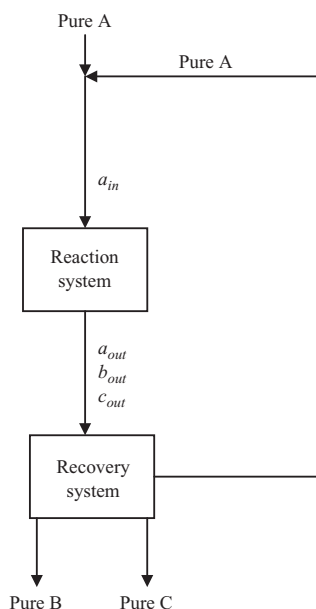 Pure A
Pure A
a_in
Reaction
system
a_out
b_out
c_out
Recovery
system
Pure B
Pure C